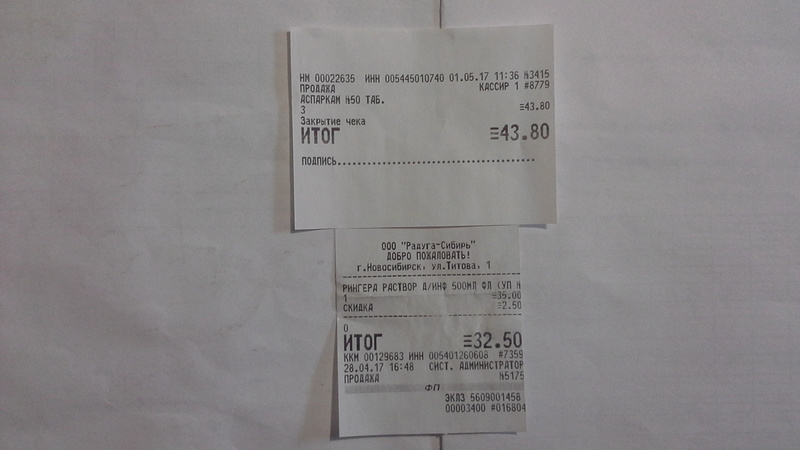 НМ 00022635 ИНН 005445010740 01.05.17 11:36 №3415
ПРОДАЖА КАССИР 1 #8779
АСПАРКАМ №50 ТАБ.
3 ≡43.80
Закрытие чека
ИТОГ ≡43.80
ПОДПИСЬ......................................
ООО "Радуга-Сибирь"
ДОБРО ПОЖАЛОВАТЬ!
г.Новосибирск, ул.Титова, 1
РИНГЕРА РАСТВОР Д/ИНФ 500МЛ ФЛ (УП №
1 ≡35.00
СКИДКА ≡2.50
0
ИТОГ ≡32.50
ККМ 00129683 ИНН 005401260608 #7359
28.04.17 16:48 СИСТ. АДМИНИСТРАТОР
ПРОДАЖА №5175
ФП
ЭКЛЗ 5609001458
00003400 #016804